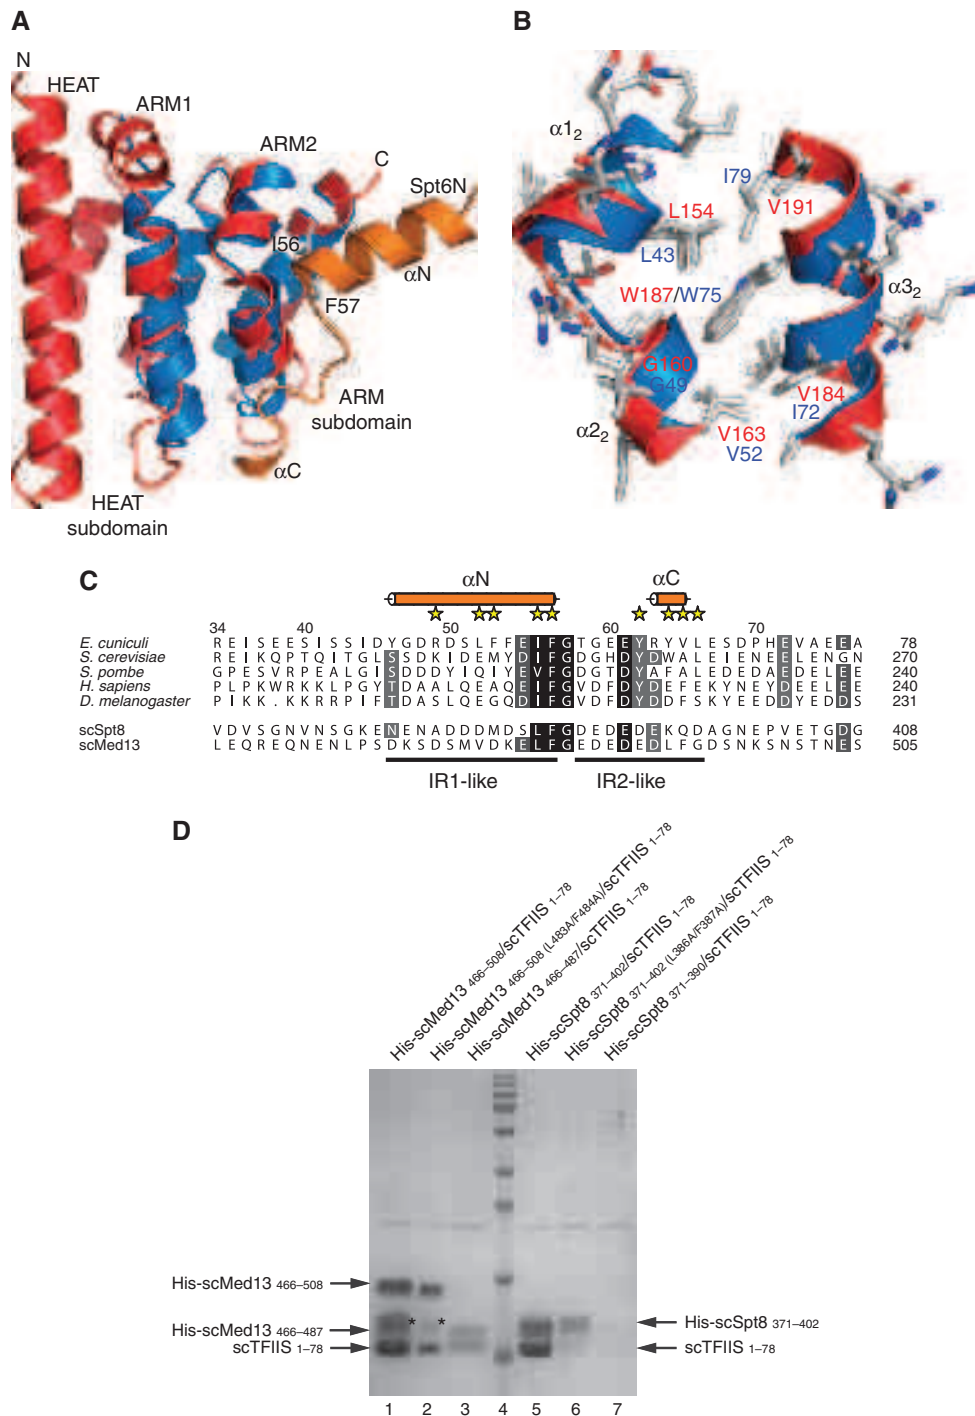 A
B
N
HEAT
ARM1
ARM2
C
Spt6N
I56
αN
F57
ARM
subdomain
αC
HEAT
subdomain
α1₂
I79
V191
L154
L43
α3₂
W187/W75
G160
G49
V184
I72
α2₂
V163
V52
C
αN
αC
34 40 50 60 70
E. cuniculi R E I S E E S I S S I D Y G D R D S L F F E I F G T G E E Y R Y V L E S D P H E V A E E A 78
S. cerevisiae R E I K Q P T Q I T G L S S D K I D E M Y D I F G D G H D Y D W A L E I E N E E L E N G N 270
S. pombe G P E S V R P E A L G I S S D D Y I Q I Y E V F G D G T D Y A F A L E D E D A E D E L E E 240
H. sapiens P L P K W R K K L P G Y T D A A L Q E A Q E I F G V D F D Y D E F E K Y N E Y D E E L E E 240
D. melanogaster P I K K . K K R R P I F T D A S L Q E G Q D I F G V D F D Y D D F S K Y E E D D Y E D D S 231
scSpt8 V D V S G N V N S G K E N E N A D D D M D S L F G D E D E D E K Q D A G N E P V E T G D G 408
scMed13 L E Q R E Q N E N L P S D K S D S M V D K E L F G E D E D E D L F G D S N K S N S T N E S 505
IR1-like IR2-like
D
His-scMed13 466–508/scTFIIS 1–78
His-scMed13 466–508 (L483A/F484A)/scTFIIS 1–78
His-scMed13 466–487/scTFIIS 1–78
His-scSpt8 371–402/scTFIIS 1–78
His-scSpt8 371–402 (L386A/F387A)/scTFIIS 1–78
His-scSpt8 371–390/scTFIIS 1–78
His-scMed13 466–508
* *
His-scMed13 466–487
scTFIIS 1–78
His-scSpt8 371–402
scTFIIS 1–78
1 2 3 4 5 6 7